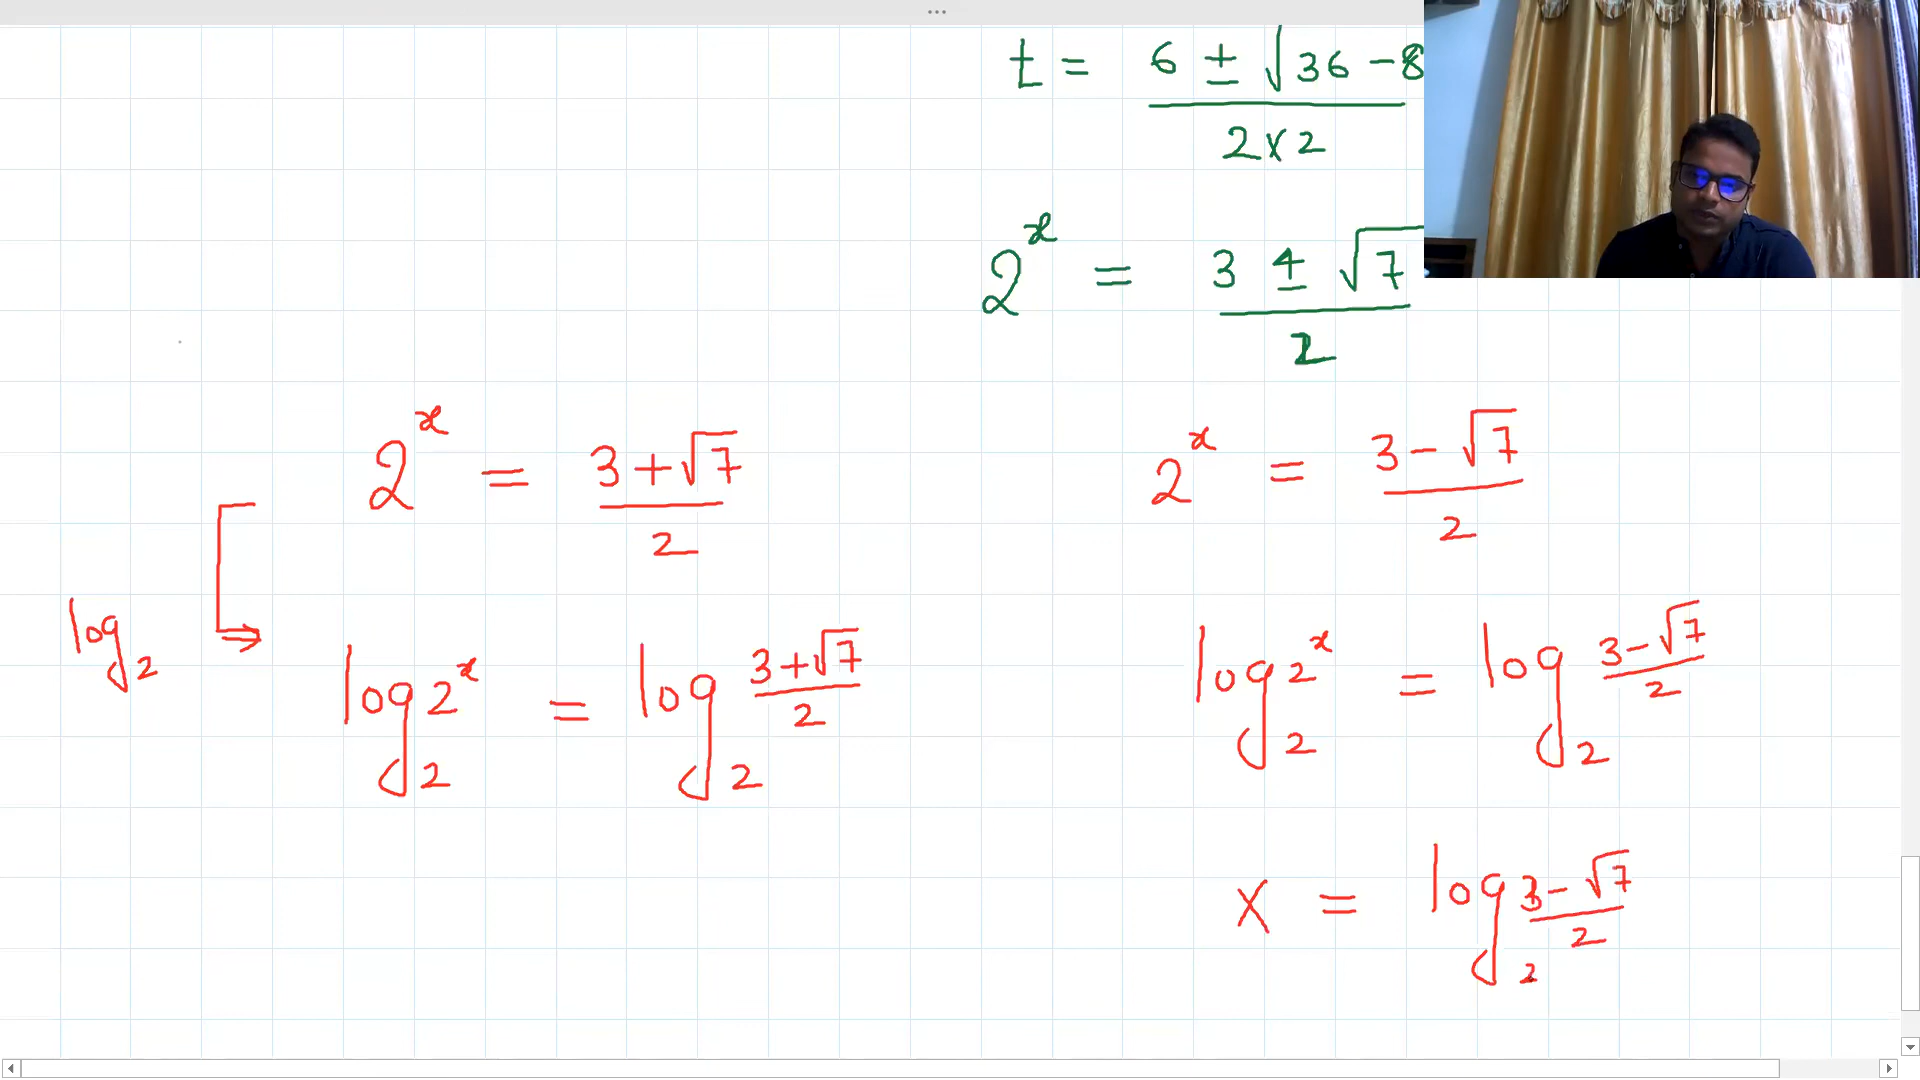 t = (6 ± √36 - 8) / (2 x 2)
2^x = (3 ± √7) / 2
2^x = (3 + √7) / 2
2^x = (3 - √7) / 2
log_2
log_2 2^x = log_2 (3 + √7) / 2
log_2 2^x = log_2 (3 - √7) / 2
x = log_2 (3 - √7) / 2